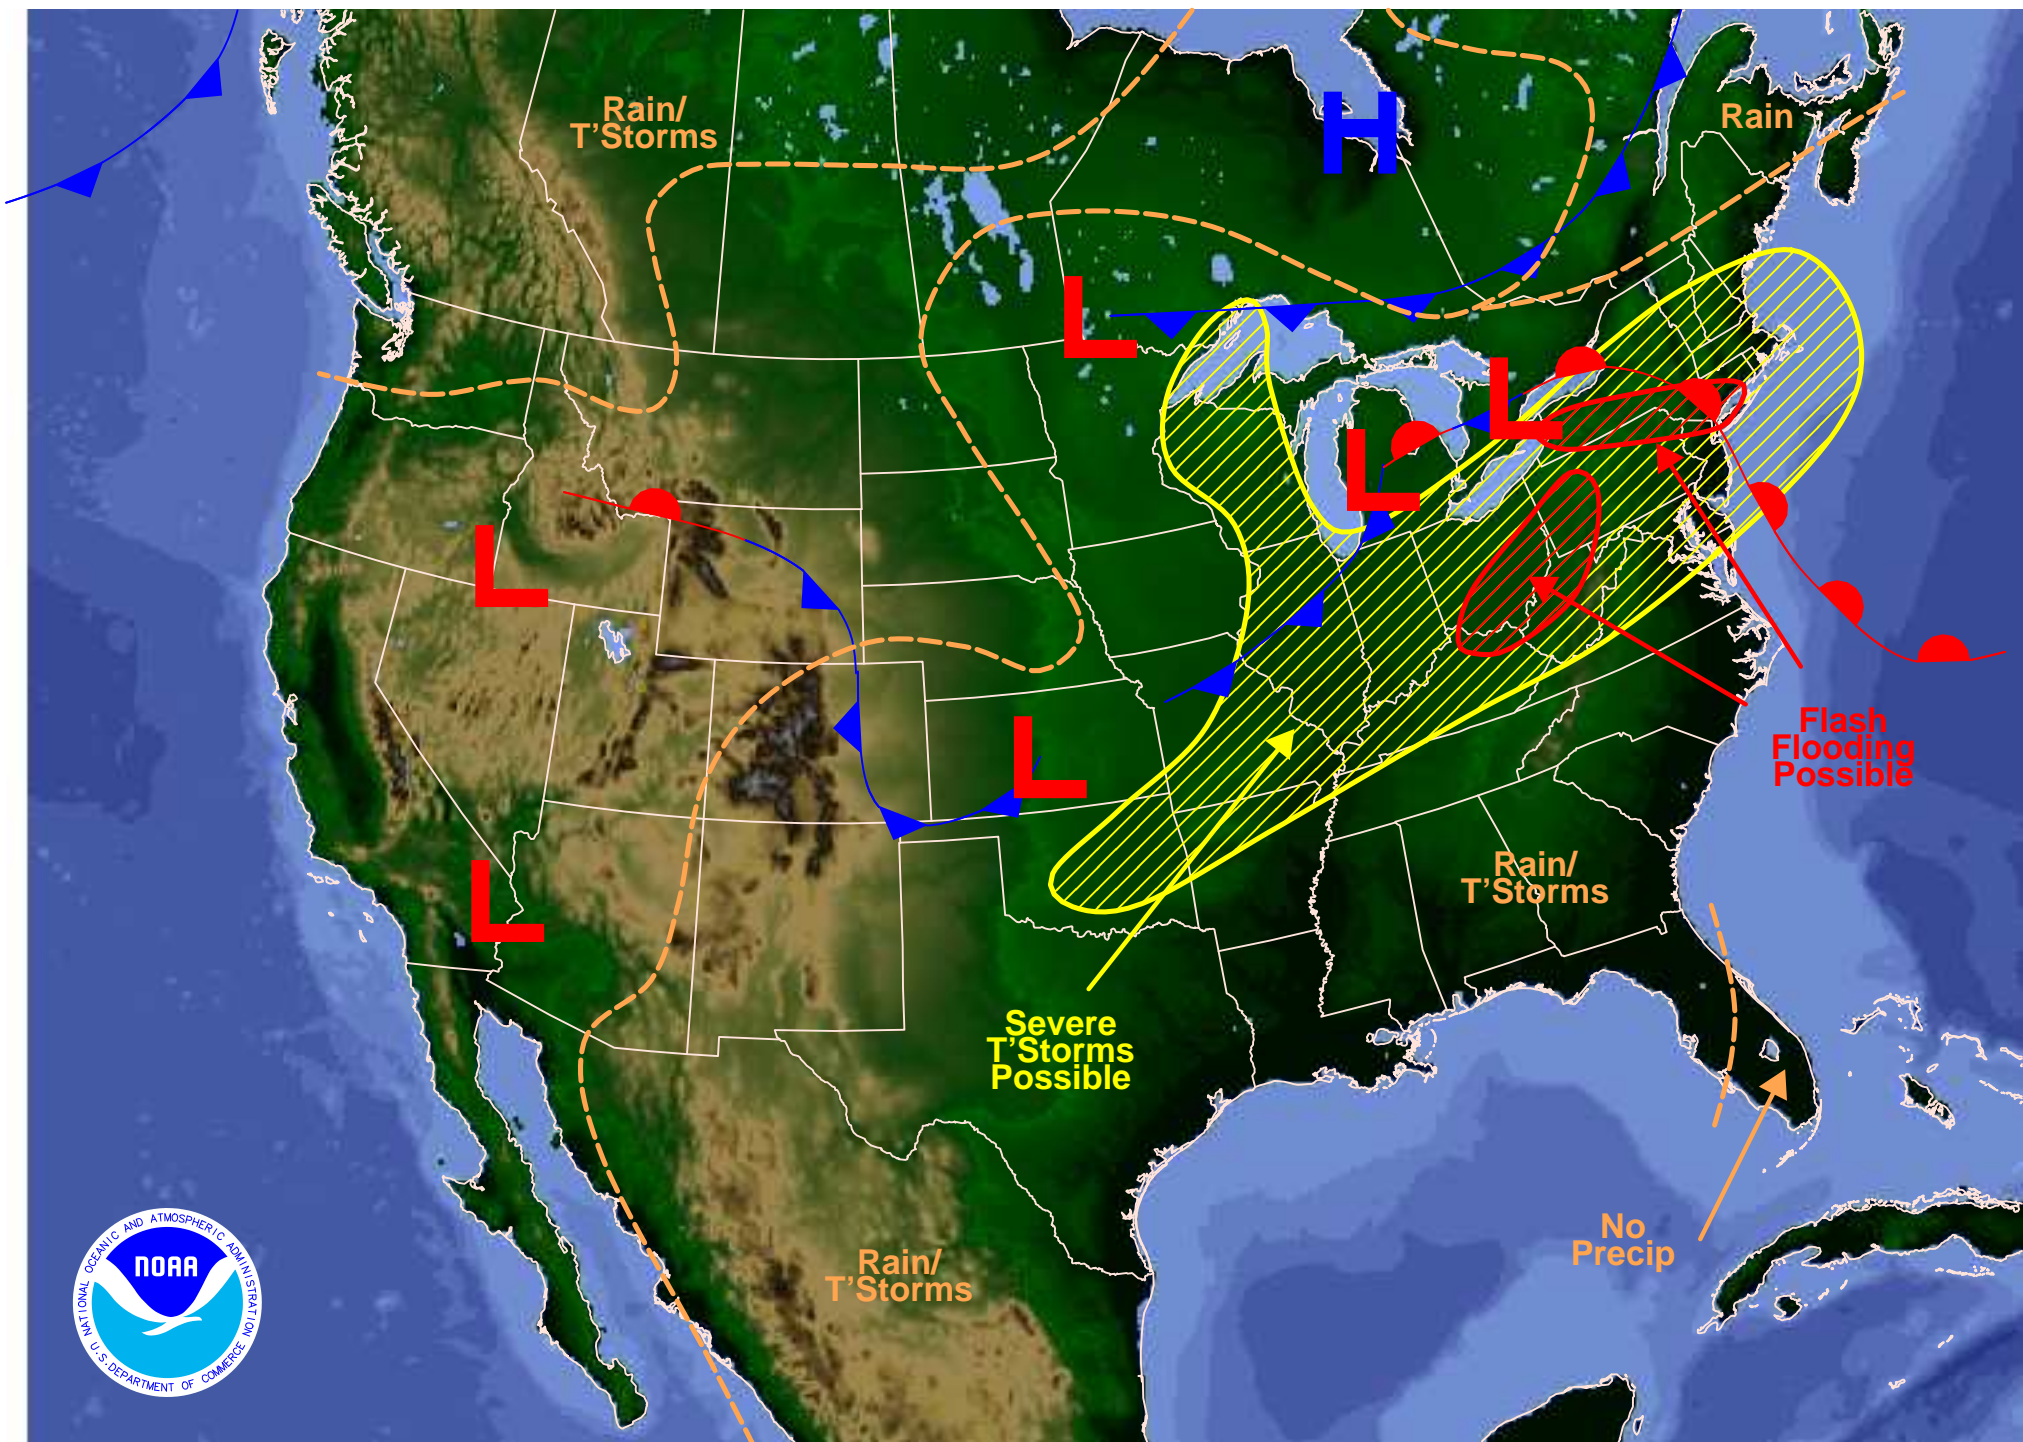 Rain/
T'Storms
H
Rain
L
L
L
L
L
L
Flash
Flooding
Possible
Rain/
T'Storms
Severe
T'Storms
Possible
No
Precip
Rain/
T'Storms
NATIONAL OCEANIC AND ATMOSPHERIC ADMINISTRATION
NOAA
U.S. DEPARTMENT OF COMMERCE